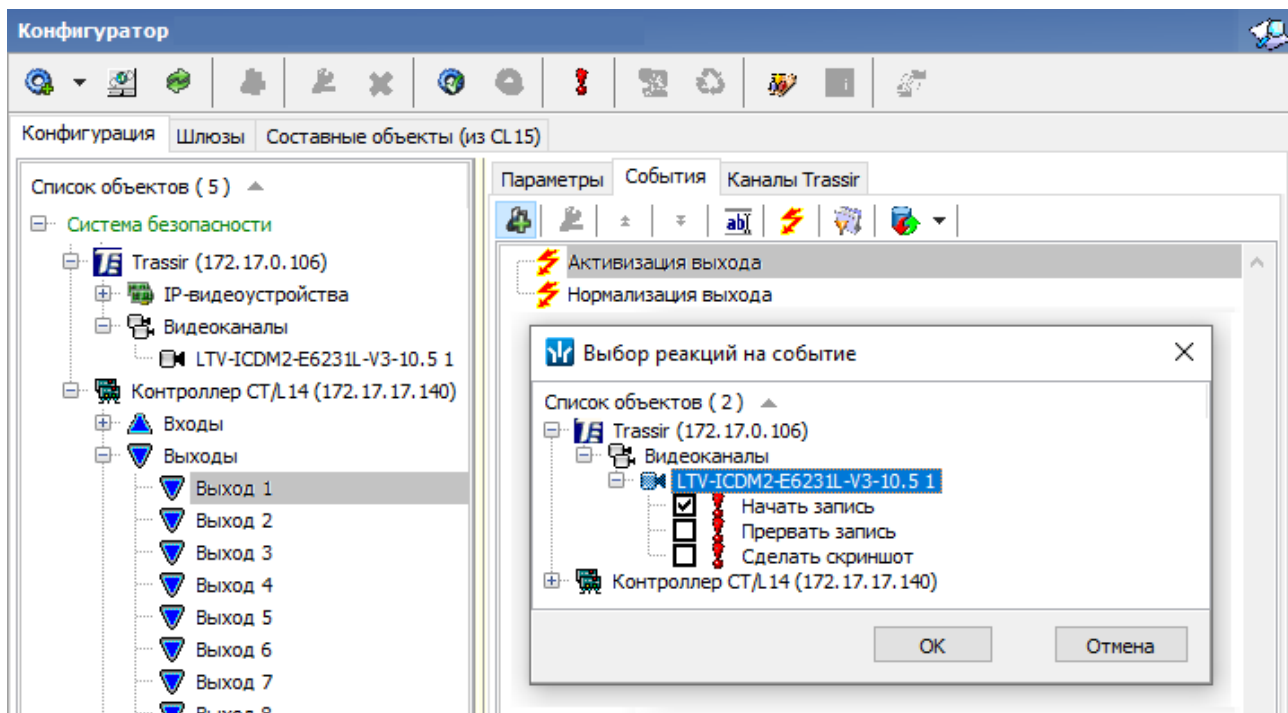 Конфигуратор
Конфигурация Шлюзы Составные объекты (из CL15)
Список объектов ( 5 )
Система безопасности
Trassir (172.17.0.106)
IP-видеоустройства
Видеоканалы
LTV-ICDM2-E6231L-V3-10.5 1
Контроллер CT/L14 (172.17.17.140)
Входы
Выходы
Выход 1
Выход 2
Выход 3
Выход 4
Выход 5
Выход 6
Выход 7
Выход 8
Параметры События Каналы Trassir
Активизация выхода
Нормализация выхода
Выбор реакций на событие
Список объектов ( 2 )
Trassir (172.17.0.106)
Видеоканалы
LTV-ICDM2-E6231L-V3-10.5 1
Начать запись
Прервать запись
Сделать скриншот
Контроллер CT/L14 (172.17.17.140)
OK Отмена